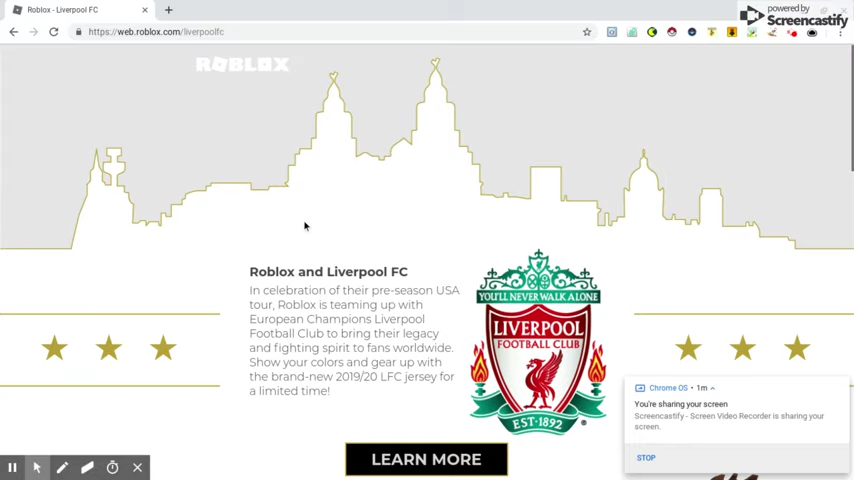 Roblox - Liverpool FC
powered by
Screencastify
https://web.roblox.com/liverpoolfc
ROBLOX
Roblox and Liverpool FC
In celebration of their pre-season USA
tour, Roblox is teaming up with
European Champions Liverpool
Football Club to bring their legacy
and fighting spirit to fans worldwide.
Show your colors and gear up with
the brand-new 2019/20 LFC jersey for
a limited time!
YOU'LL NEVER WALK ALONE
LIVERPOOL
FOOTBALL CLUB
EST·1892
®
LEARN MORE
Chrome OS • 1m
You're sharing your screen
Screencastify - Screen Video Recorder is sharing your
screen.
STOP